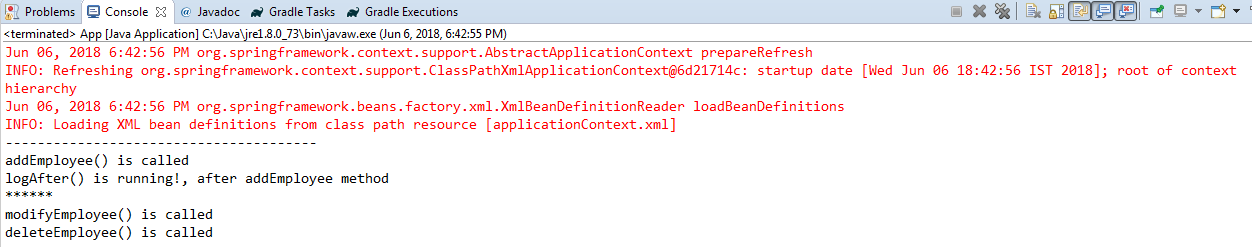 Problems Console Javadoc Gradle Tasks Gradle Executions
<terminated> App [Java Application] C:\Java\jre1.8.0_73\bin\javaw.exe (Jun 6, 2018, 6:42:55 PM)
Jun 06, 2018 6:42:56 PM org.springframework.context.support.AbstractApplicationContext prepareRefresh
INFO: Refreshing org.springframework.context.support.ClassPathXmlApplicationContext@6d21714c: startup date [Wed Jun 06 18:42:56 IST 2018]; root of context
hierarchy
Jun 06, 2018 6:42:56 PM org.springframework.beans.factory.xml.XmlBeanDefinitionReader loadBeanDefinitions
INFO: Loading XML bean definitions from class path resource [applicationContext.xml]
---------------------------------------
addEmployee() is called
logAfter() is running!, after addEmployee method
******
modifyEmployee() is called
deleteEmployee() is called